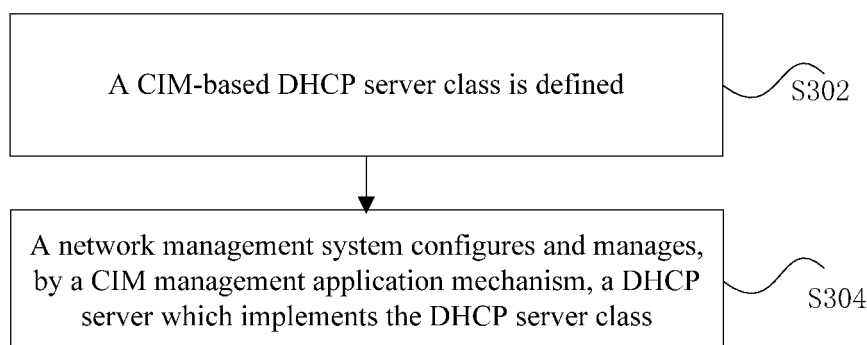 A CIM-based DHCP server class is defined
S302
A network management system configures and manages,
by a CIM management application mechanism, a DHCP
server which implements the DHCP server class
S304